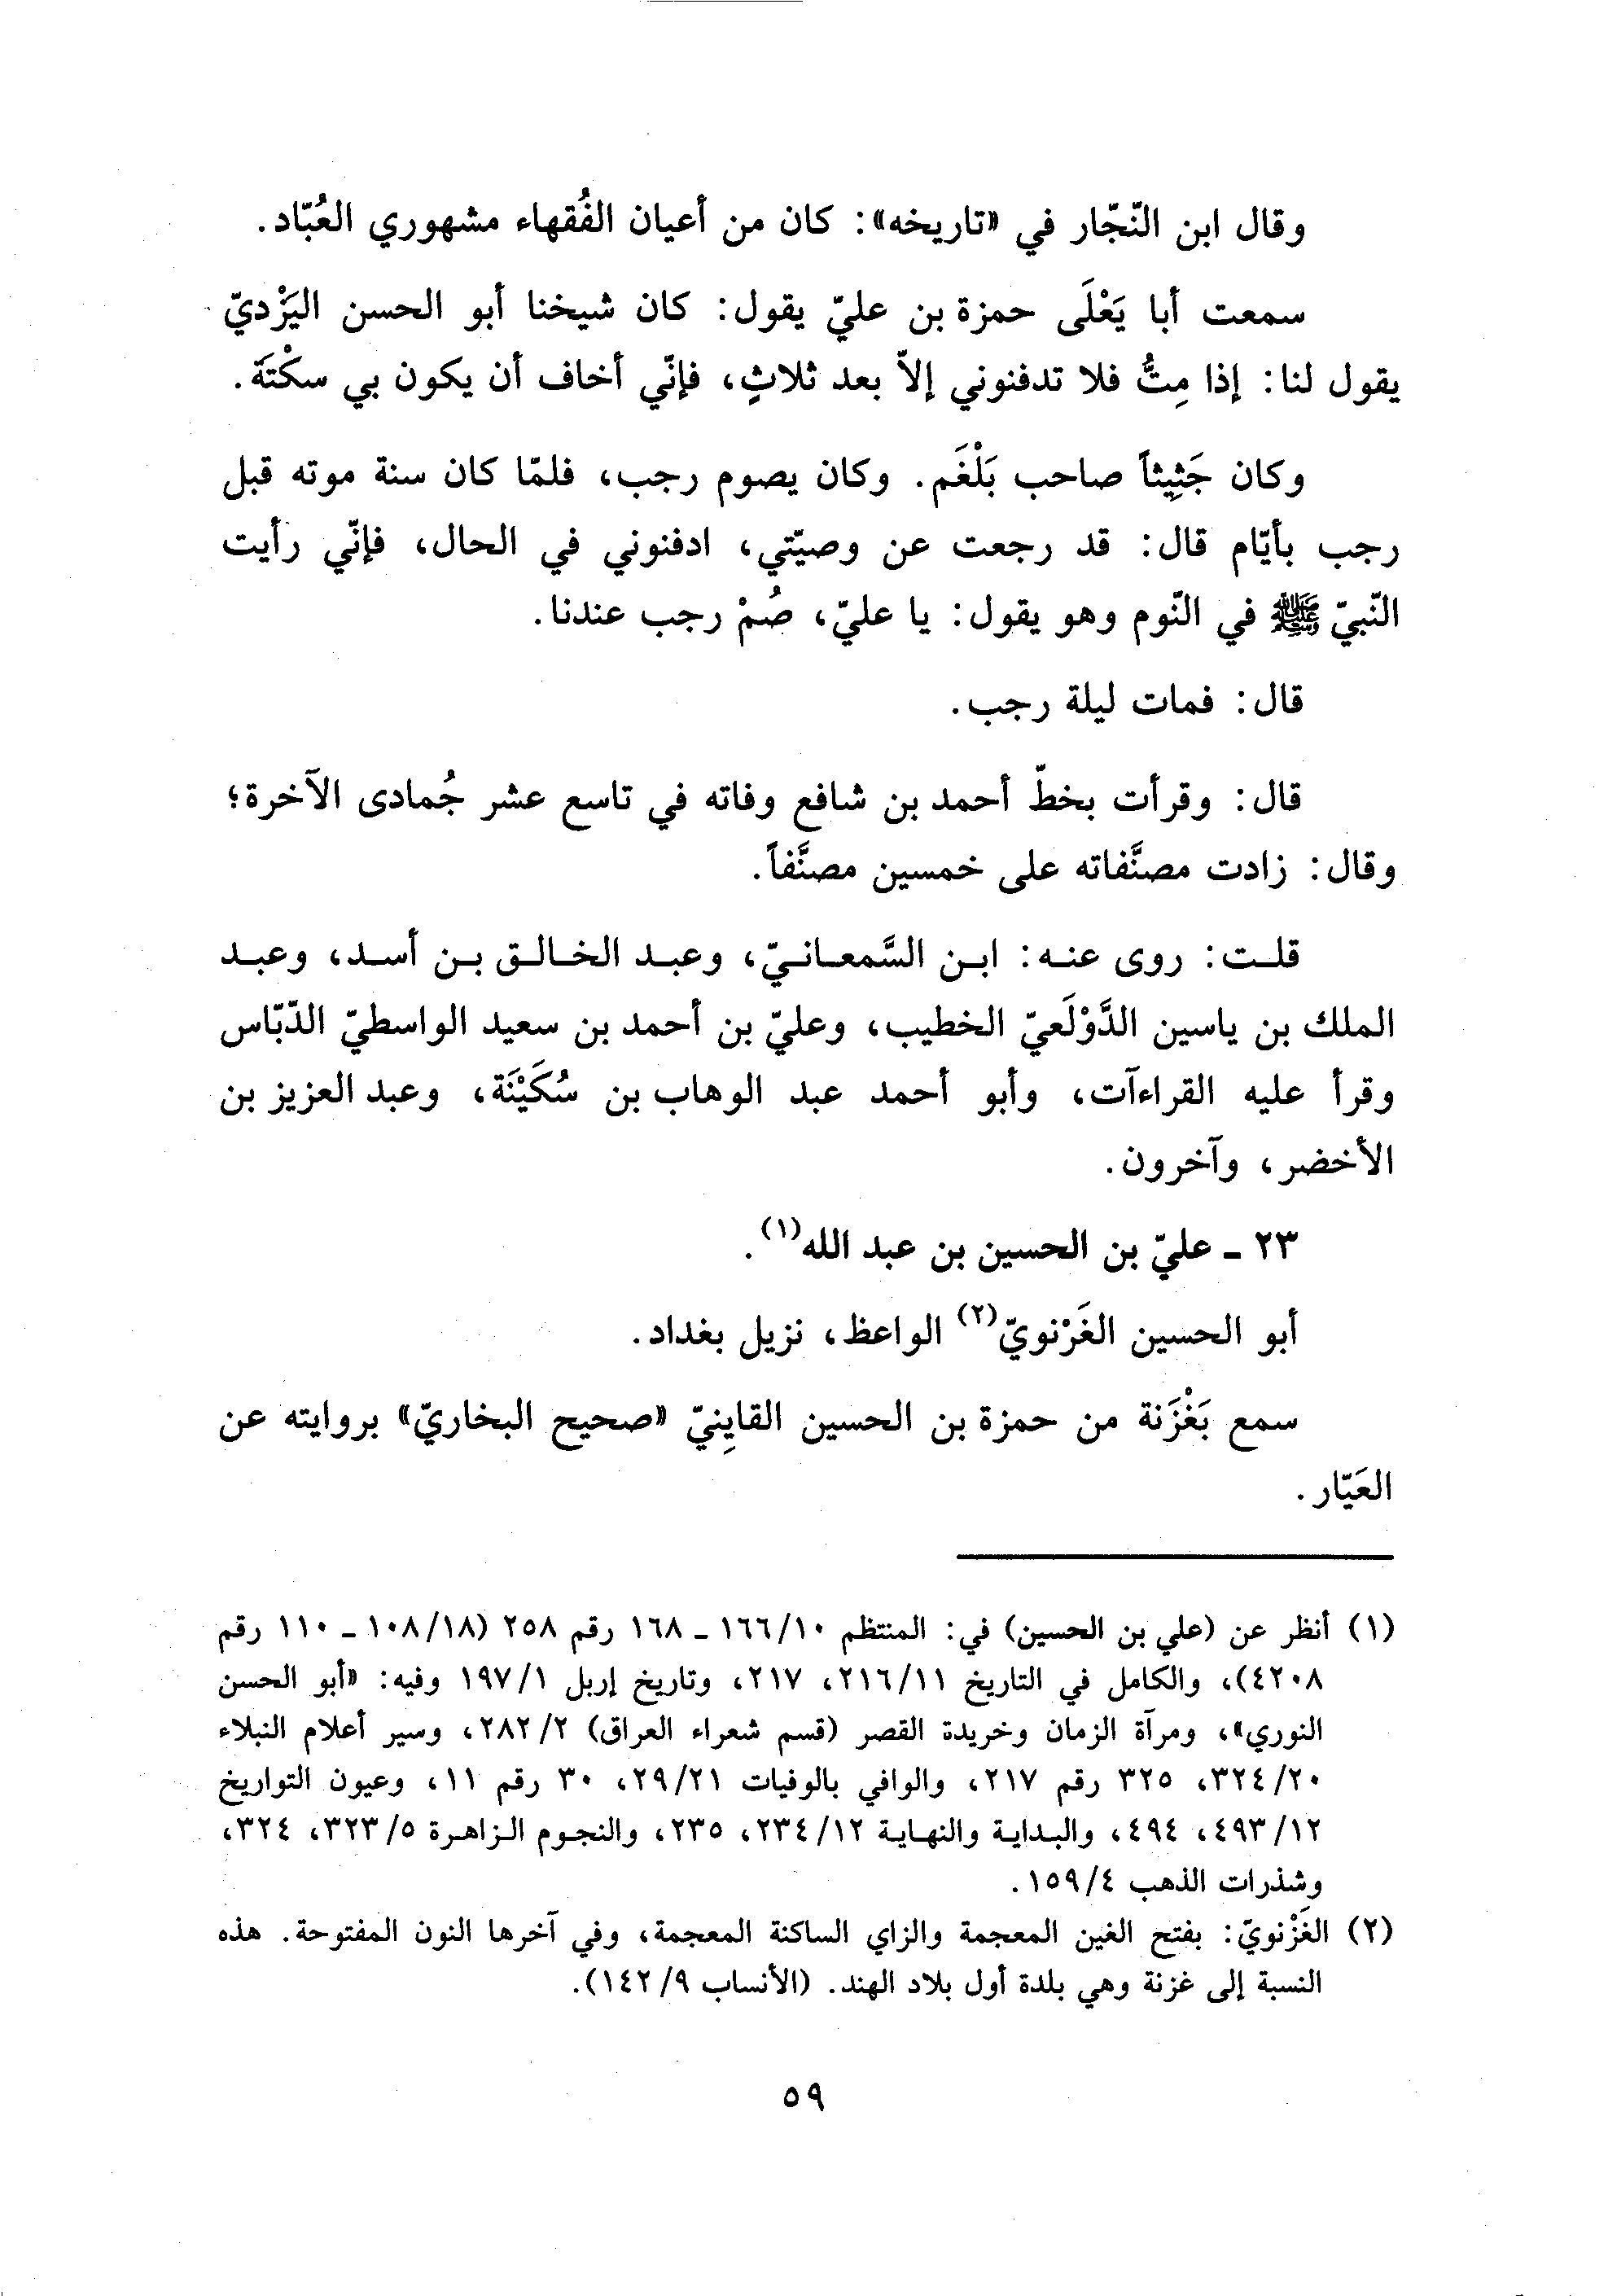 وقال ابن النّجّار في «تاريخه»: كان من أعيان الفُقهاء مشهوري العُبّاد.
سمعت أبا يَعْلَى حمزة بن عليّ يقول: كان شيخنا أبو الحسن اليَزْديّ
يقول لنا: إذا مِتُّ فلا تدفنوني إلاّ بعد ثلاثٍ، فإنّي أخاف أن يكون بي سكْتَة.
وكان جَثِيثاً صاحب بَلْغَم. وكان يصوم رجب، فلمّا كان سنة موته قبل
رجب بأيّام قال: قد رجعت عن وصيّتي، ادفنوني في الحال، فإنّي رأيت
النّبيّ ﷺ في النّوم وهو يقول: يا عليّ، صُمْ رجب عندنا.
قال: فمات ليلة رجب.
قال: وقرأت بخطّ أحمد بن شافع وفاته في تاسع عشر جُمادى الآخرة؛
وقال: زادت مصنَّفاته على خمسين مصنَّفاً.
قلت: روى عنه: ابن السَّمعانيّ، وعبد الخالق بن أسد، وعبد
الملك بن ياسين الدَّوْلَعيّ الخطيب، وعليّ بن أحمد بن سعيد الواسطيّ الدّبّاس
وقرأ عليه القراءآت، وأبو أحمد عبد الوهاب بن سُكَيْنَة، وعبد العزيز بن
الأخضر، وآخرون.
٢٣ ـ عليّ بن الحسين بن عبد الله(١).
أبو الحسين الغَزْنويّ(٢) الواعظ، نزيل بغداد.
سمع بَغْزَنة من حمزة بن الحسين القاينِيّ «صحيح البخاريّ» بروايته عن
العَيّار.
(١) أنظر عن (علي بن الحسين) في: المنتظم ١٦٦/١٠ ـ ١٦٨ رقم ٢٥٨ (١٠٨/١٨ ـ ١١٠ رقم
٤٢٠٨)، والكامل في التاريخ ٢١٦/١١، ٢١٧، وتاريخ إربل ١٩٧/١ وفيه: «أبو الحسن
النوري»، ومرآة الزمان وخريدة القصر (قسم شعراء العراق) ٢٨٢/٢، وسير أعلام النبلاء
٣٢٤/٢٠، ٣٢٥ رقم ٢١٧، والوافي بالوفيات ٢٩/٢١، ٣٠ رقم ١١، وعيون التواريخ
٤٩٣/١٢، ٤٩٤، والبداية والنهاية ٢٣٤/١٢، ٢٣٥، والنجوم الزاهرة ٣٢٣/٥، ٣٢٤،
وشذرات الذهب ١٥٩/٤.
(٢) الغَزْنويّ: بفتح الغين المعجمة والزاي الساكنة المعجمة، وفي آخرها النون المفتوحة. هذه
النسبة إلى غزنة وهي بلدة أول بلاد الهند. (الأنساب ١٤٢/٩).
٥٩